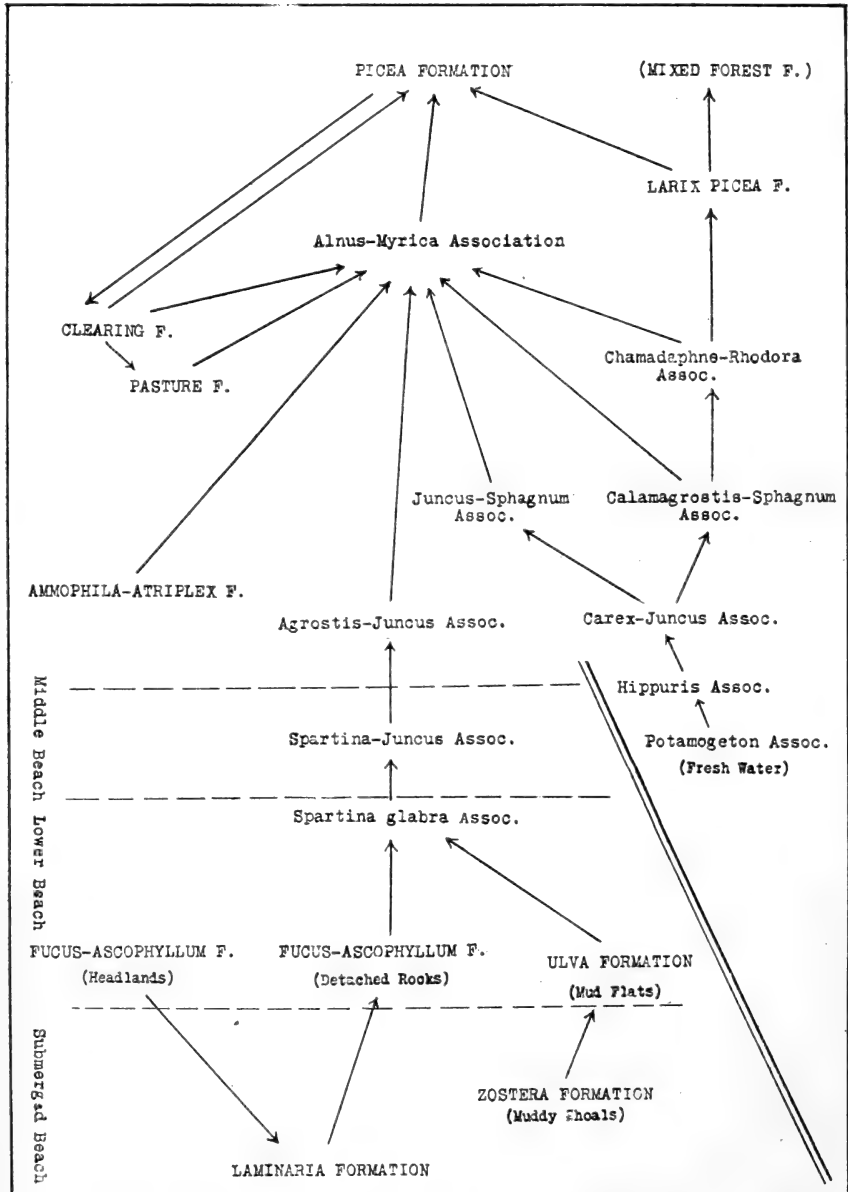 PICEA FORMATION
(MIXED FOREST F.)
LARIX PICEA F.
Alnus-Myrica Association
CLEARING F.
PASTURE F.
Chamadaphne-Rhodora
Assoc.
Juncus-Sphagnum
Assoc.
Calamagrostis-Sphagnum
Assoc.
AMMOPHILA-ATRIPLEX F.
Agrostis-Juncus Assoc.
Carex-Juncus Assoc.
Hippuris Assoc.
Potamogeton Assoc.
(Fresh Water)
Middle Beach
Spartina-Juncus Assoc.
Lower Beach
Spartina glabra Assoc.
FUCUS-ASCOPHYLLUM F.
(Headlands)
FUCUS-ASCOPHYLLUM F.
(Detached Rocks)
ULVA FORMATION
(Mud Flats)
Submerged Beach
ZOSTERA FORMATION
(Muddy Shoals)
LAMINARIA FORMATION